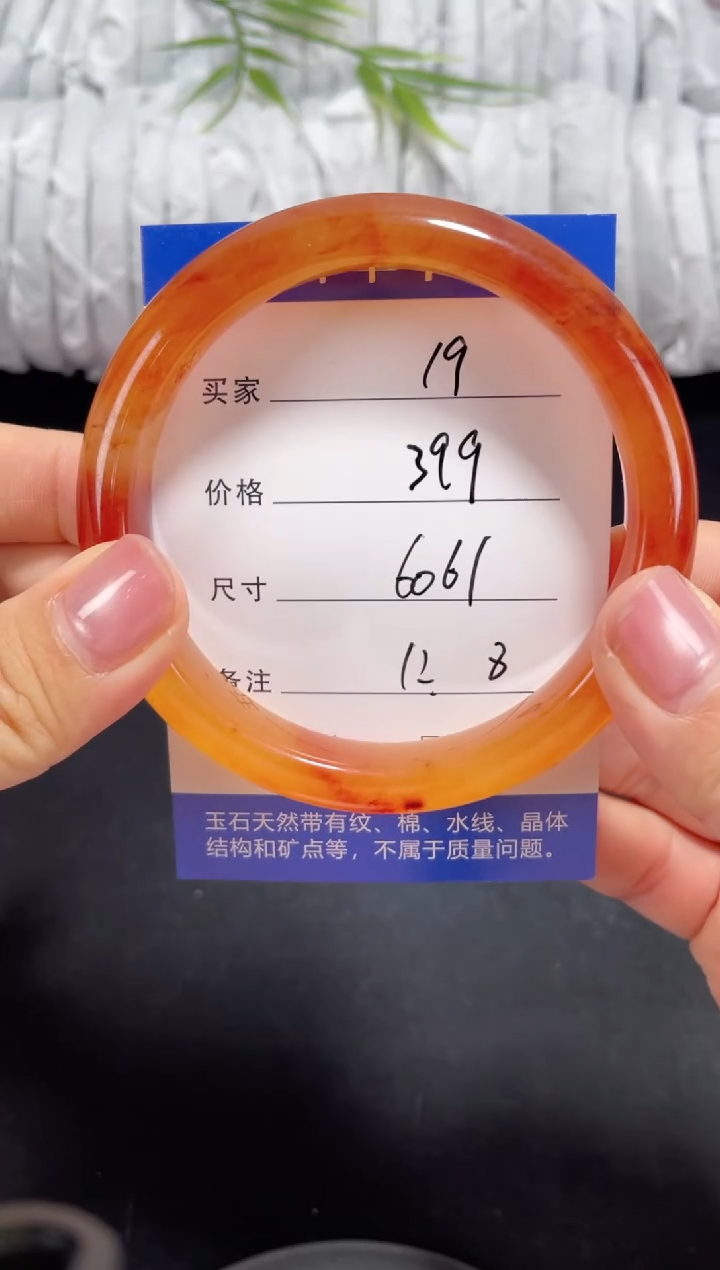 买家 19
价格 399
尺寸 6061
备注 12 8
玉石天然带有纹、棉、水线、晶体
结构和矿点等，不属于质量问题。